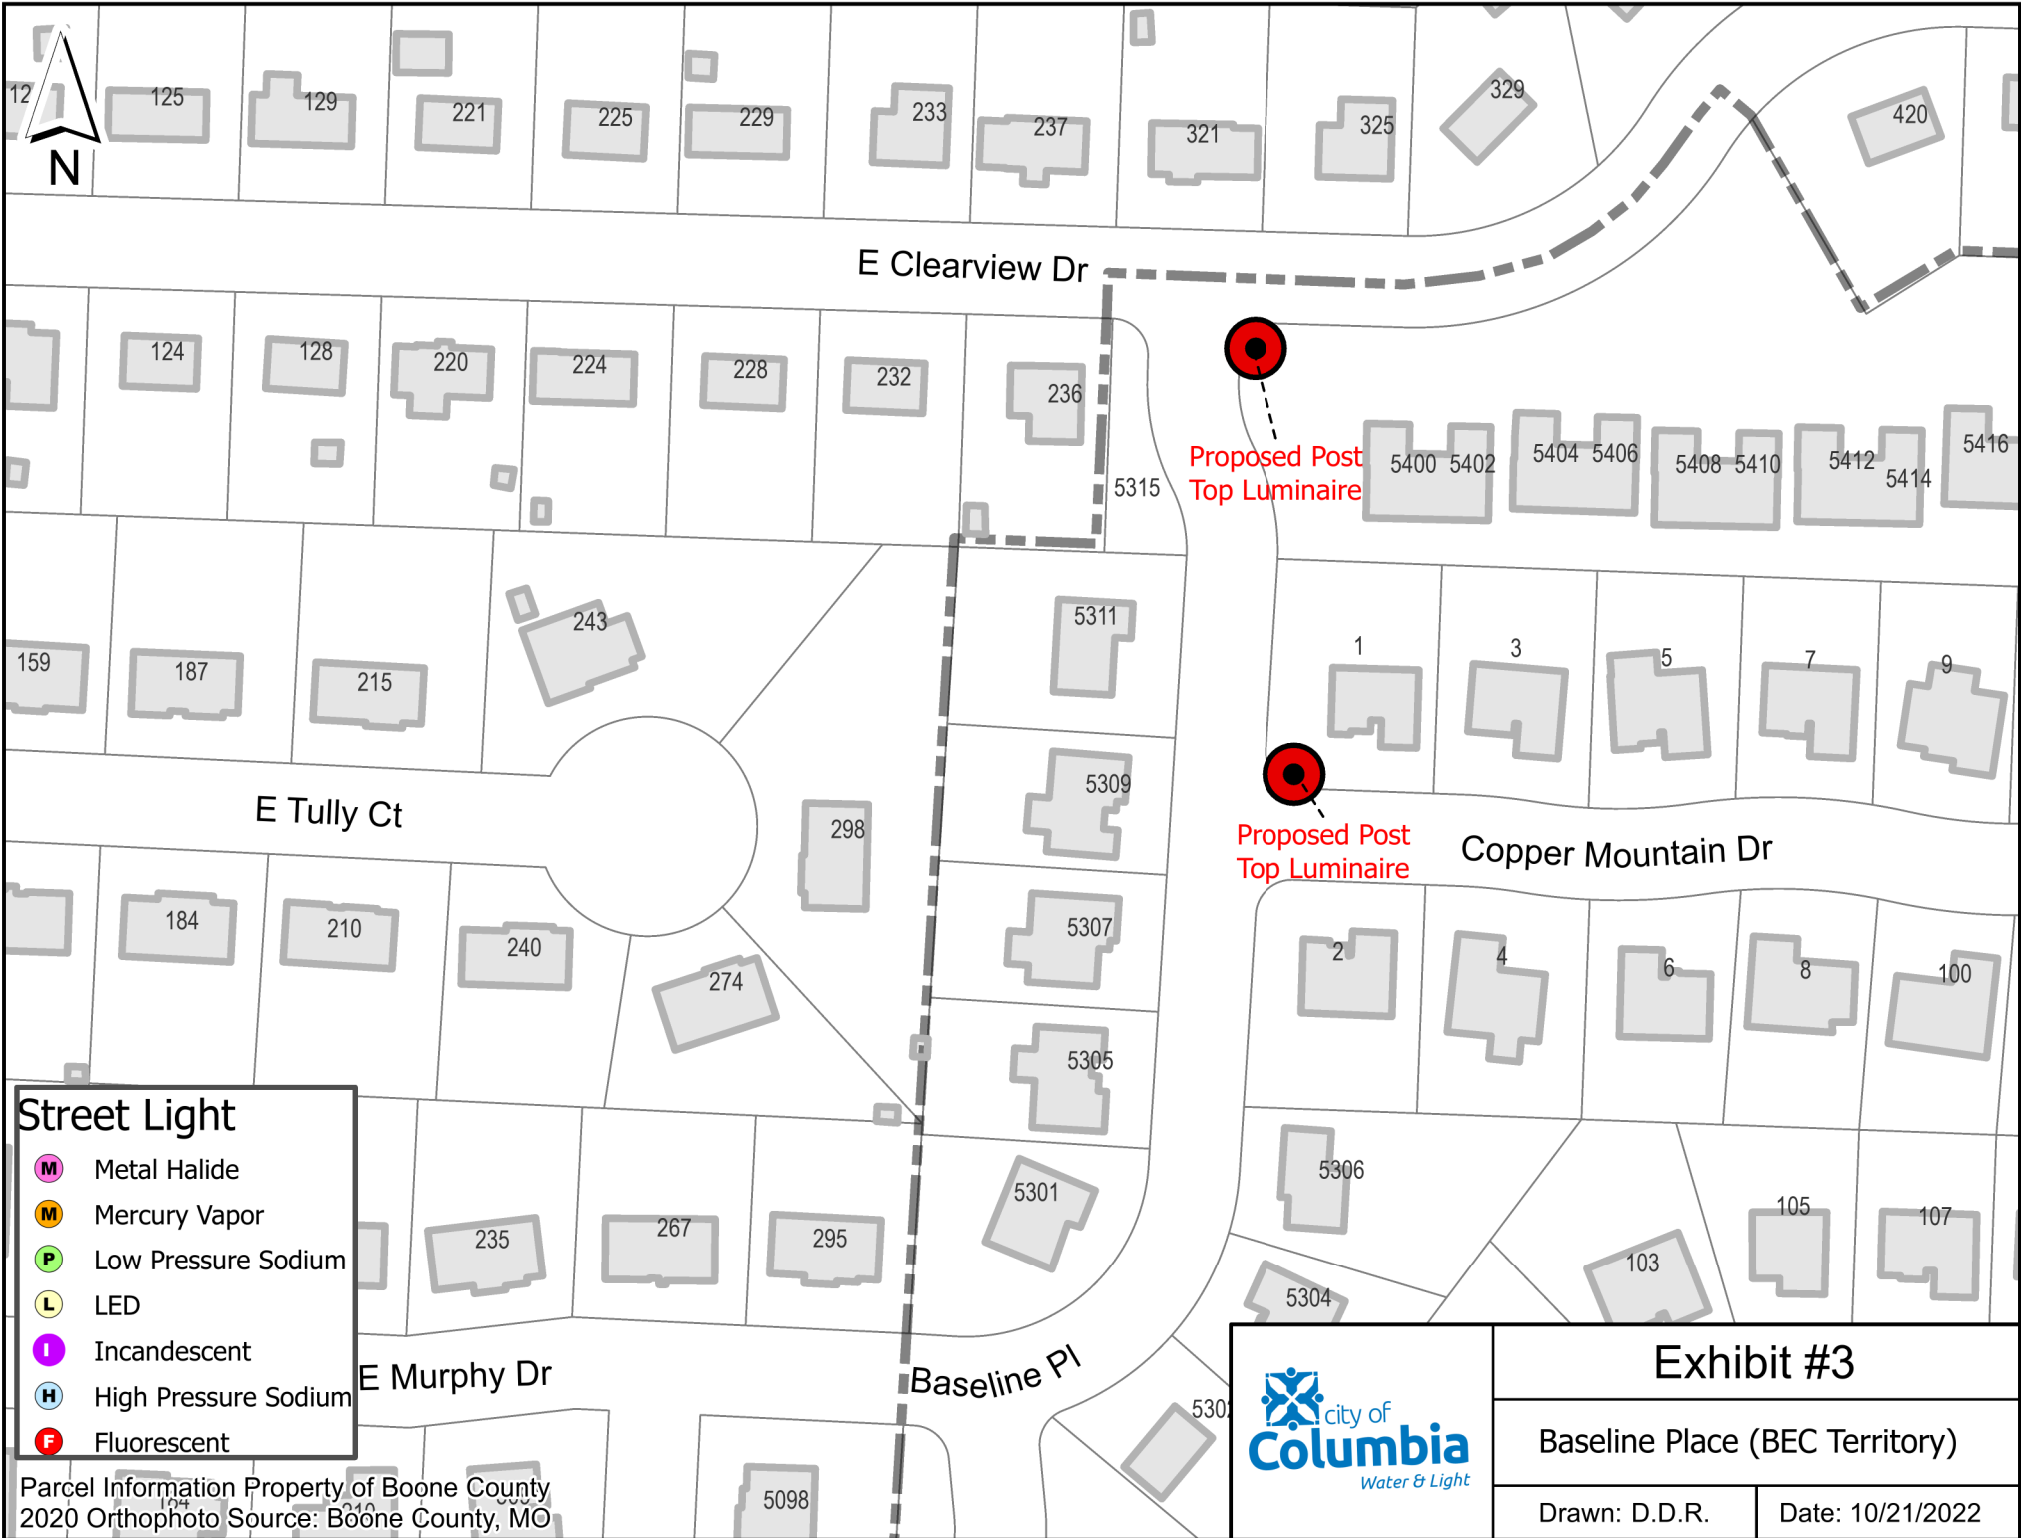 N
125
129
221
225
229
233
237
321
325
329
420
E Clearview Dr
124
128
220
224
228
232
236
5315
Proposed Post
Top Luminaire
5400
5402
5404
5406
5408
5410
5412
5414
5416
159
187
215
243
5311
1
3
5
7
9
E Tully Ct
298
5309
Proposed Post
Top Luminaire
Copper Mountain Dr
184
210
240
274
5307
5305
2
4
6
8
100
Street Light
M Metal Halide
M Mercury Vapor
P Low Pressure Sodium
L LED
I Incandescent
H High Pressure Sodium
F Fluorescent
235
267
295
5301
5306
5304
103
105
107
E Murphy Dr
Baseline Pl
5098
Parcel Information Property of Boone County
2020 Orthophoto Source: Boone County, MO
city of
Columbia
Water & Light
Exhibit #3
Baseline Place (BEC Territory)
Drawn: D.D.R.
Date: 10/21/2022